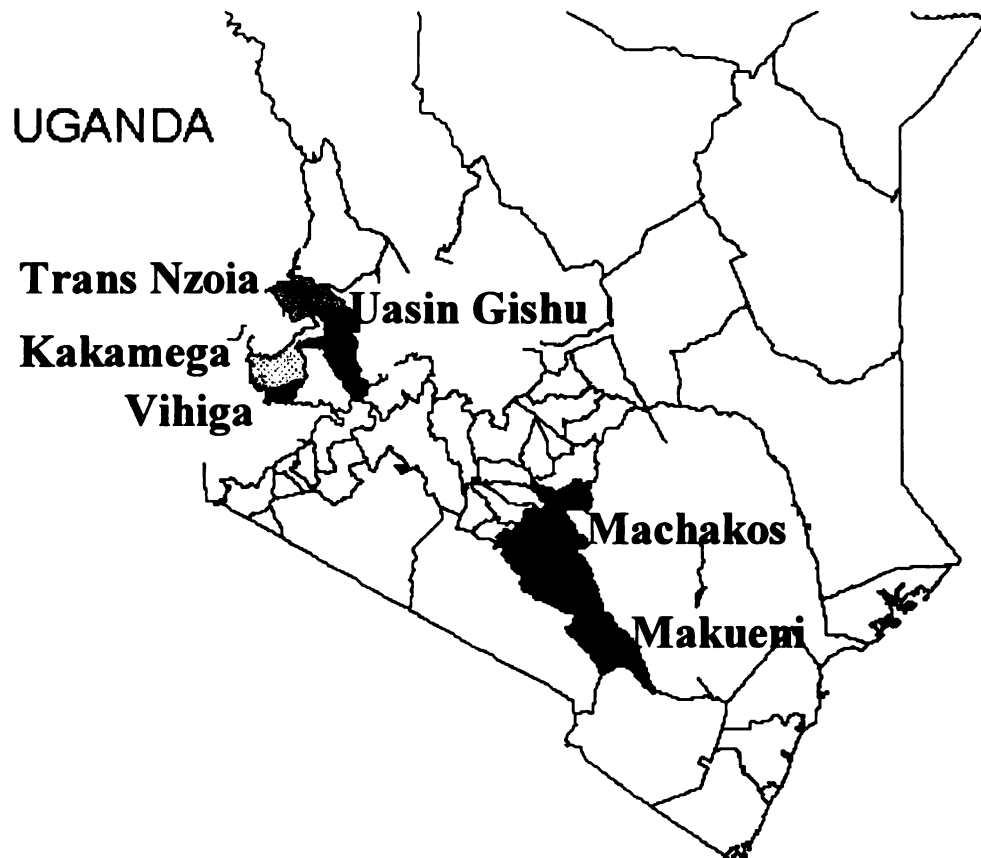 UGANDA
Trans Nzoia
Uasin Gishu
Kakamega
Vihiga
Machakos
Makueni